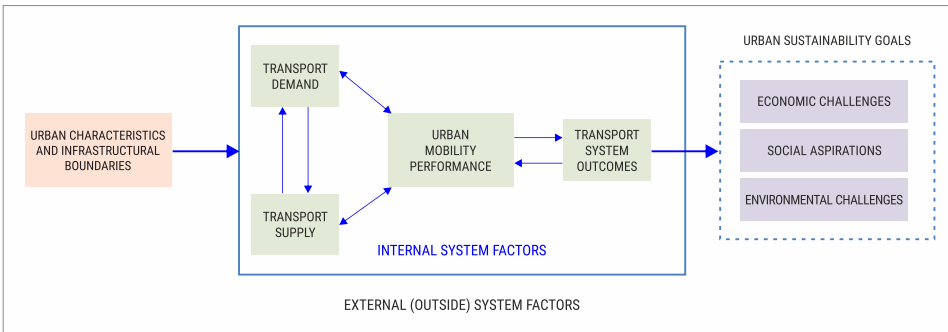 URBAN CHARACTERISTICS
AND INFRASTRUCTURAL
BOUNDARIES
TRANSPORT
DEMAND
TRANSPORT
SUPPLY
URBAN
MOBILITY
PERFORMANCE
TRANSPORT
SYSTEM
OUTCOMES
INTERNAL SYSTEM FACTORS
EXTERNAL (OUTSIDE) SYSTEM FACTORS
URBAN SUSTAINABILITY GOALS
ECONOMIC CHALLENGES
SOCIAL ASPIRATIONS
ENVIRONMENTAL CHALLENGES